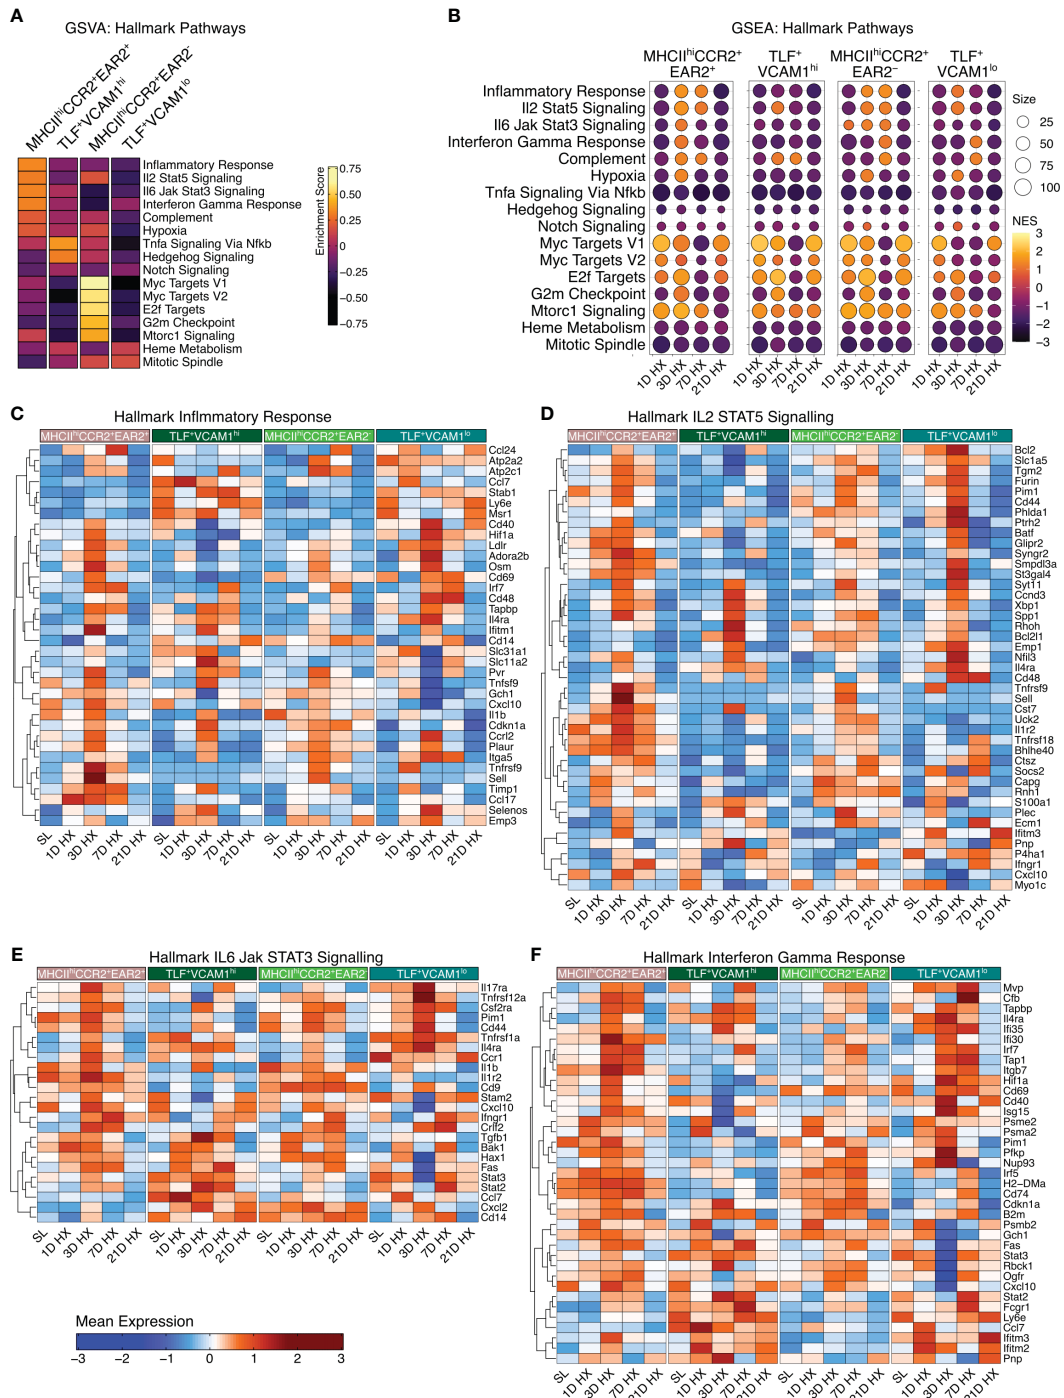 A
GSVA: Hallmark Pathways
MHCIIhiCCR2+EAR2+
TLF+VCAM1hi
MHCIIhiCCR2+EAR2-
TLF+VCAM1lo
Inflammatory Response
Il2 Stat5 Signaling
Il6 Jak Stat3 Signaling
Interferon Gamma Response
Complement
Hypoxia
Tnfa Signaling Via Nfkb
Hedgehog Signaling
Notch Signaling
Myc Targets V1
Myc Targets V2
E2f Targets
G2m Checkpoint
Mtorc1 Signaling
Heme Metabolism
Mitotic Spindle
Enrichment Score
0.75
0.50
0.25
0
−0.25
−0.50
−0.75
B
GSEA: Hallmark Pathways
MHCIIhiCCR2+ EAR2+
TLF+ VCAM1hi
MHCIIhiCCR2+ EAR2−
TLF+ VCAM1lo
Inflammatory Response
Il2 Stat5 Signaling
Il6 Jak Stat3 Signaling
Interferon Gamma Response
Complement
Hypoxia
Tnfa Signaling Via Nfkb
Hedgehog Signaling
Notch Signaling
Myc Targets V1
Myc Targets V2
E2f Targets
G2m Checkpoint
Mtorc1 Signaling
Heme Metabolism
Mitotic Spindle
1D HX 3D HX 7D HX 21D HX 1D HX 3D HX 7D HX 21D HX 1D HX 3D HX 7D HX 21D HX 1D HX 3D HX 7D HX 21D HX
Size
25
50
75
100
NES
3
2
1
0
−1
−2
−3
C
Hallmark Inflmmatory Response
MHCIIhiCCR2+EAR2+ TLF+VCAM1hi MHCIIhiCCR2+EAR2- TLF+VCAM1lo
Ccl24
Atp2a2
Atp2c1
Ccl7
Stab1
Ly6e
Msr1
Cd40
Hif1a
Ldlr
Adora2b
Osm
Cd69
Irf7
Cd48
Tapbp
Il4ra
Ifitm1
Cd14
Slc31a1
Slc11a2
Pvr
Tnfsf9
Gch1
Cxcl10
Il1b
Cdkn1a
Ccrl2
Plaur
Itga5
Tnfrsf9
Sell
Timp1
Ccl17
Selenos
Emp3
SL 1D HX 3D HX 7D HX 21D HX SL 1D HX 3D HX 7D HX 21D HX SL 1D HX 3D HX 7D HX 21D HX SL 1D HX 3D HX 7D HX 21D HX
D
Hallmark IL2 STAT5 Signalling
MHCIIhiCCR2+EAR2+ TLF+VCAM1hi MHCIIhiCCR2+EAR2- TLF+VCAM1lo
Bcl2
Slc1a5
Tgm2
Furin
Pim1
Cd44
Phlda1
Ptrh2
Batf
Glipr2
Syngr2
Smpdl3a
St3gal4
Syt11
Ccnd3
Xbp1
Spp1
Rhoh
Bcl2l1
Emp1
Nfil3
Il4ra
Cd48
Tnfrsf9
Sell
Cst7
Uck2
Il1r2
Tnfrsf18
Bhlhe40
Ctsz
Socs2
Capg
Rnh1
S100a1
Plec
Ecm1
Ifitm3
Pnp
P4ha1
Ifngr1
Cxcl10
Myo1c
SL 1D HX 3D HX 7D HX 21D HX SL 1D HX 3D HX 7D HX 21D HX SL 1D HX 3D HX 7D HX 21D HX SL 1D HX 3D HX 7D HX 21D HX
E
Hallmark IL6 Jak STAT3 Signalling
MHCIIhiCCR2+EAR2+ TLF+VCAM1hi MHCIIhiCCR2+EAR2- TLF+VCAM1lo
Il17ra
Tnfrsf12a
Csf2ra
Pim1
Cd44
Tnfrsf1a
Il4ra
Ccr1
Il1b
Il1r2
Cd9
Stam2
Cxcl10
Ifngr1
Crlf2
Tgfb1
Bak1
Hax1
Fas
Stat3
Stat2
Ccl7
Cxcl2
Cd14
SL 1D HX 3D HX 7D HX 21D HX SL 1D HX 3D HX 7D HX 21D HX SL 1D HX 3D HX 7D HX 21D HX SL 1D HX 3D HX 7D HX 21D HX
Mean Expression
−3 −2 −1 0 1 2 3
F
Hallmark Interferon Gamma Response
MHCIIhiCCR2+EAR2+ TLF+VCAM1hi MHCIIhiCCR2+EAR2- TLF+VCAM1lo
Mvp
Cfb
Tapbp
Il4ra
Ifi35
Ifi30
Irf7
Tap1
Itgb7
Hif1a
Cd69
Cd40
Isg15
Psme2
Psma2
Pim1
Pfkp
Nup93
Irf5
H2−DMa
Cd74
Cdkn1a
B2m
Psmb2
Gch1
Fas
Stat3
Rbck1
Ogfr
Cxcl10
Stat2
Fcgr1
Ly6e
Ccl7
Ifitm3
Ifitm2
Pnp
SL 1D HX 3D HX 7D HX 21D HX SL 1D HX 3D HX 7D HX 21D HX SL 1D HX 3D HX 7D HX 21D HX SL 1D HX 3D HX 7D HX 21D HX